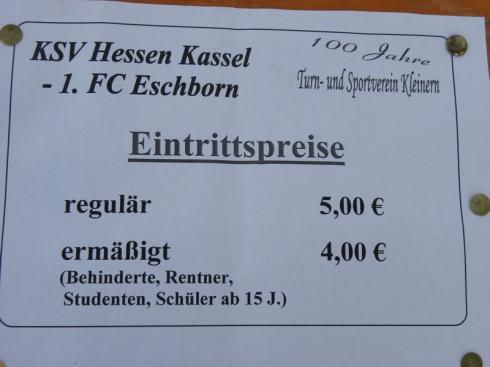 KSV Hessen Kassel
- 1. FC Eschborn
100 Jahre
Turn- und Sportverein Kleinern
Eintrittspreise
regulär 5,00 €
ermäßigt 4,00 €
(Behinderte, Rentner,
Studenten, Schüler ab 15 J.)